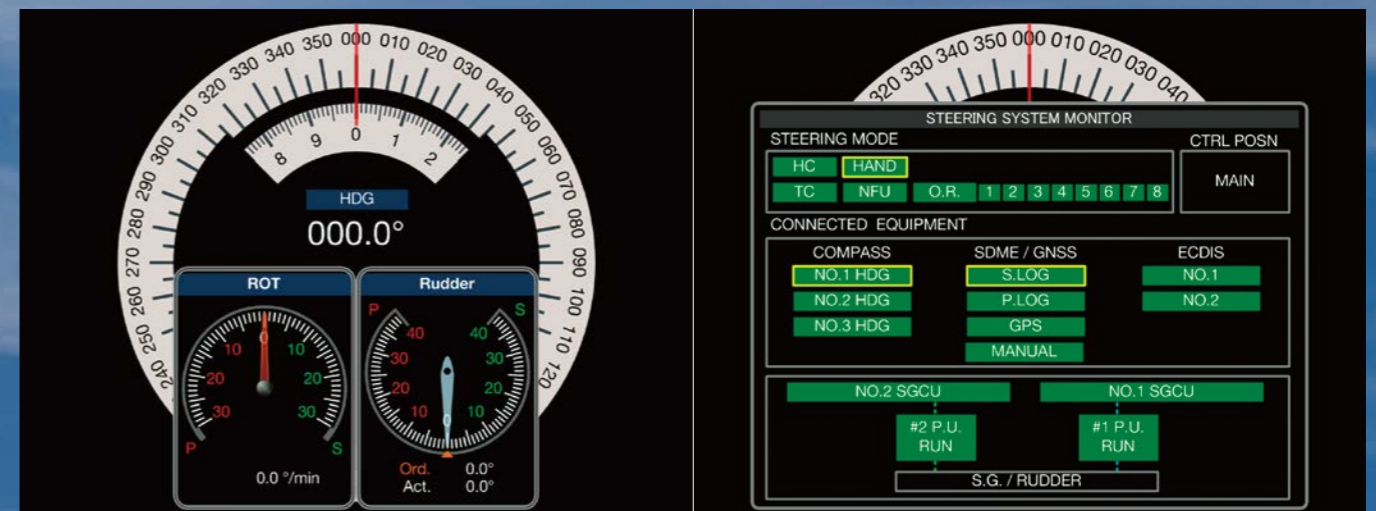 240 250 260 270 280 290 300 310 320 330 340 350 000 010 020 030 040 050 060 070 080 090 100 110 120
8 9 0 1 2
HDG
000.0°
ROT
30 20 10 0 10 20 30
P S
0.0 °/min
Rudder
P S
40 30 20 10 0 10 20 30 40
Ord. 0.0°
Act. 0.0°
320 330 340 350 000 010 020 030 040
STEERING SYSTEM MONITOR
STEERING MODE CTRL POSN
HC HAND
MAIN
TC NFU O.R. 1 2 3 4 5 6 7 8
CONNECTED EQUIPMENT
COMPASS SDME / GNSS ECDIS
NO.1 HDG S.LOG NO.1
NO.2 HDG P.LOG NO.2
NO.3 HDG GPS
MANUAL
NO.2 SGCU NO.1 SGCU
#2 P.U. #1 P.U.
RUN RUN
S.G. / RUDDER